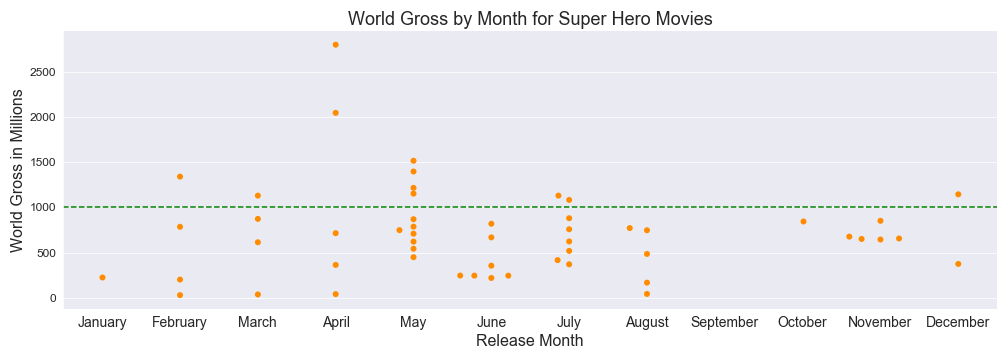 World Gross by Month for Super Hero Movies
World Gross in Millions
2500
2000
1500
1000
500
0
January February March April May June July August September October November December
Release Month